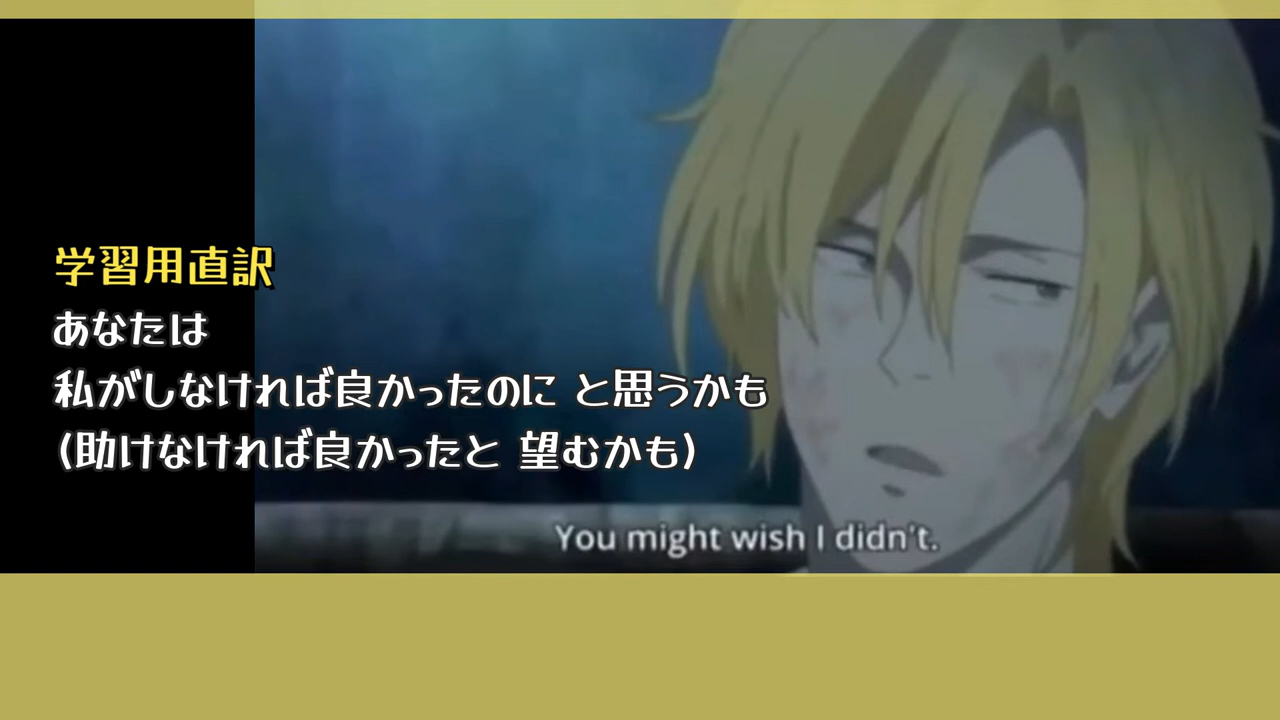 学習用直訳
あなたは
私がしなければ良かったのに と思うかも
(助けなければ良かったと 望むかも)
You might wish I didn't.